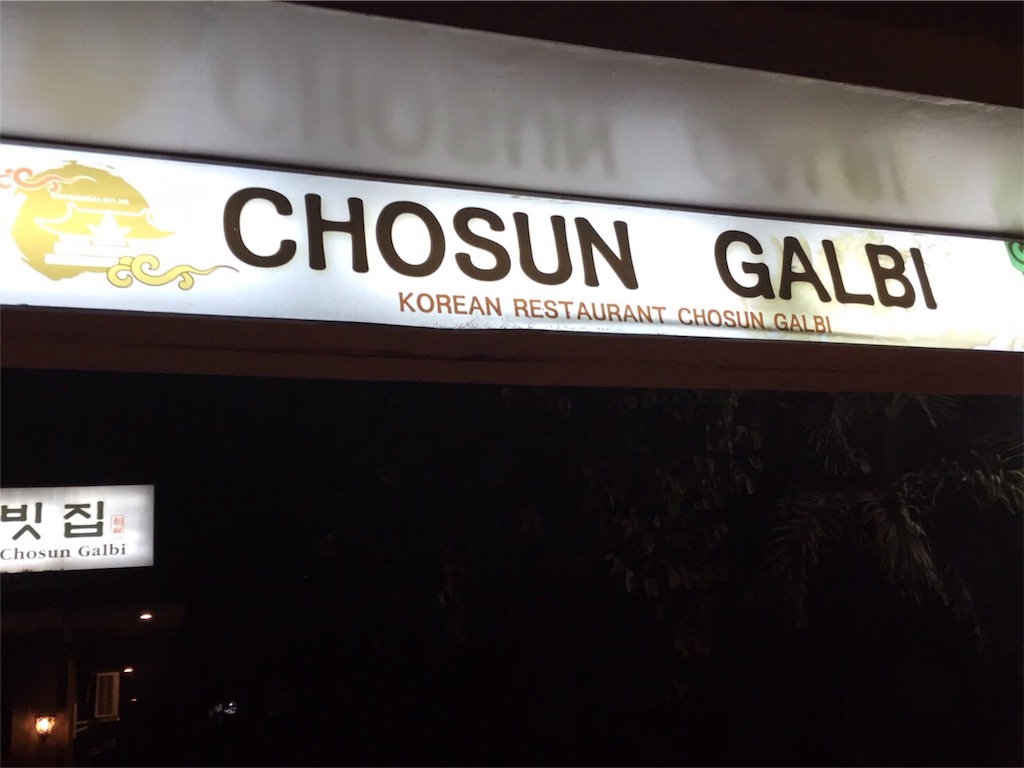 CHOSUN GALBI
KOREAN RESTAURANT CHOSUN GALBI
빗집
Chosun Galbi